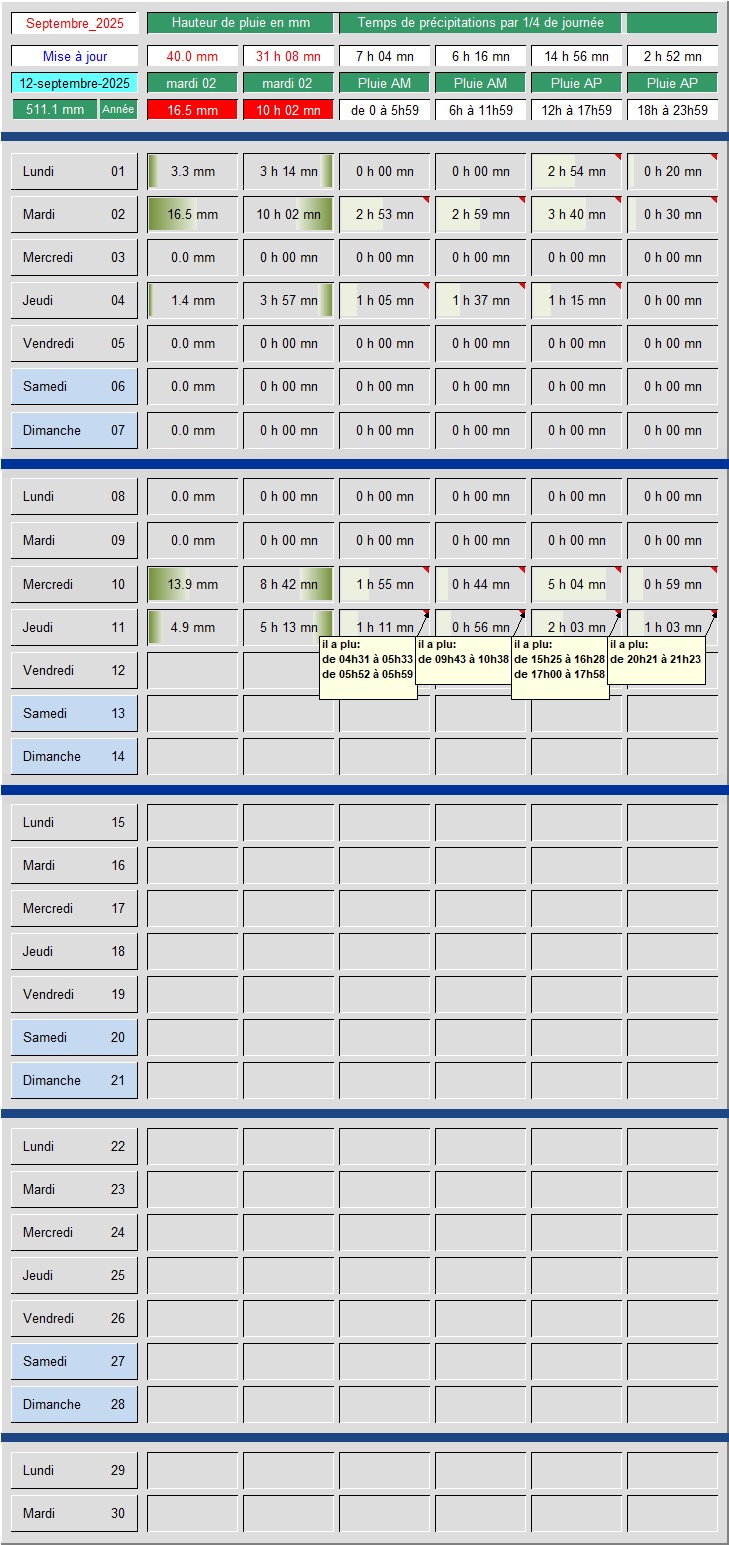 Septembre_2025 Hauteur de pluie en mm Temps de précipitations par 1/4 de journée
Mise à jour 40.0 mm 31 h 08 mn 7 h 04 mn 6 h 16 mn 14 h 56 mn 2 h 52 mn
12-septembre-2025 mardi 02 mardi 02 Pluie AM Pluie AM Pluie AP Pluie AP
511.1 mm Année 16.5 mm 10 h 02 mn de 0 à 5h59 6h à 11h59 12h à 17h59 18h à 23h59
Lundi 01 3.3 mm 3 h 14 mn 0 h 00 mn 0 h 00 mn 2 h 54 mn 0 h 20 mn
Mardi 02 16.5 mm 10 h 02 mn 2 h 53 mn 2 h 59 mn 3 h 40 mn 0 h 30 mn
Mercredi 03 0.0 mm 0 h 00 mn 0 h 00 mn 0 h 00 mn 0 h 00 mn 0 h 00 mn
Jeudi 04 1.4 mm 3 h 57 mn 1 h 05 mn 1 h 37 mn 1 h 15 mn 0 h 00 mn
Vendredi 05 0.0 mm 0 h 00 mn 0 h 00 mn 0 h 00 mn 0 h 00 mn 0 h 00 mn
Samedi 06 0.0 mm 0 h 00 mn 0 h 00 mn 0 h 00 mn 0 h 00 mn 0 h 00 mn
Dimanche 07 0.0 mm 0 h 00 mn 0 h 00 mn 0 h 00 mn 0 h 00 mn 0 h 00 mn
Lundi 08 0.0 mm 0 h 00 mn 0 h 00 mn 0 h 00 mn 0 h 00 mn 0 h 00 mn
Mardi 09 0.0 mm 0 h 00 mn 0 h 00 mn 0 h 00 mn 0 h 00 mn 0 h 00 mn
Mercredi 10 13.9 mm 8 h 42 mn 1 h 55 mn 0 h 44 mn 5 h 04 mn 0 h 59 mn
Jeudi 11 4.9 mm 5 h 13 mn 1 h 11 mn 0 h 56 mn 2 h 03 mn 1 h 03 mn
il a plu: il a plu: il a plu: il a plu:
de 04h31 à 05h33 de 09h43 à 10h38 de 15h25 à 16h28 de 20h21 à 21h23
de 05h52 à 05h59 de 17h00 à 17h58
Vendredi 12
Samedi 13
Dimanche 14
Lundi 15
Mardi 16
Mercredi 17
Jeudi 18
Vendredi 19
Samedi 20
Dimanche 21
Lundi 22
Mardi 23
Mercredi 24
Jeudi 25
Vendredi 26
Samedi 27
Dimanche 28
Lundi 29
Mardi 30